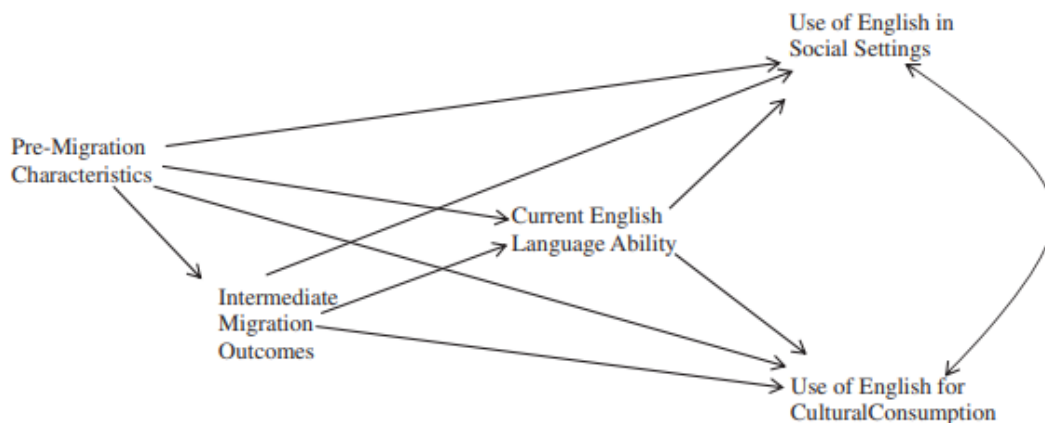 Use of English in
Social Settings
Pre-Migration
Characteristics
Current English
Language Ability
Intermediate
Migration
Outcomes
Use of English for
CulturalConsumption